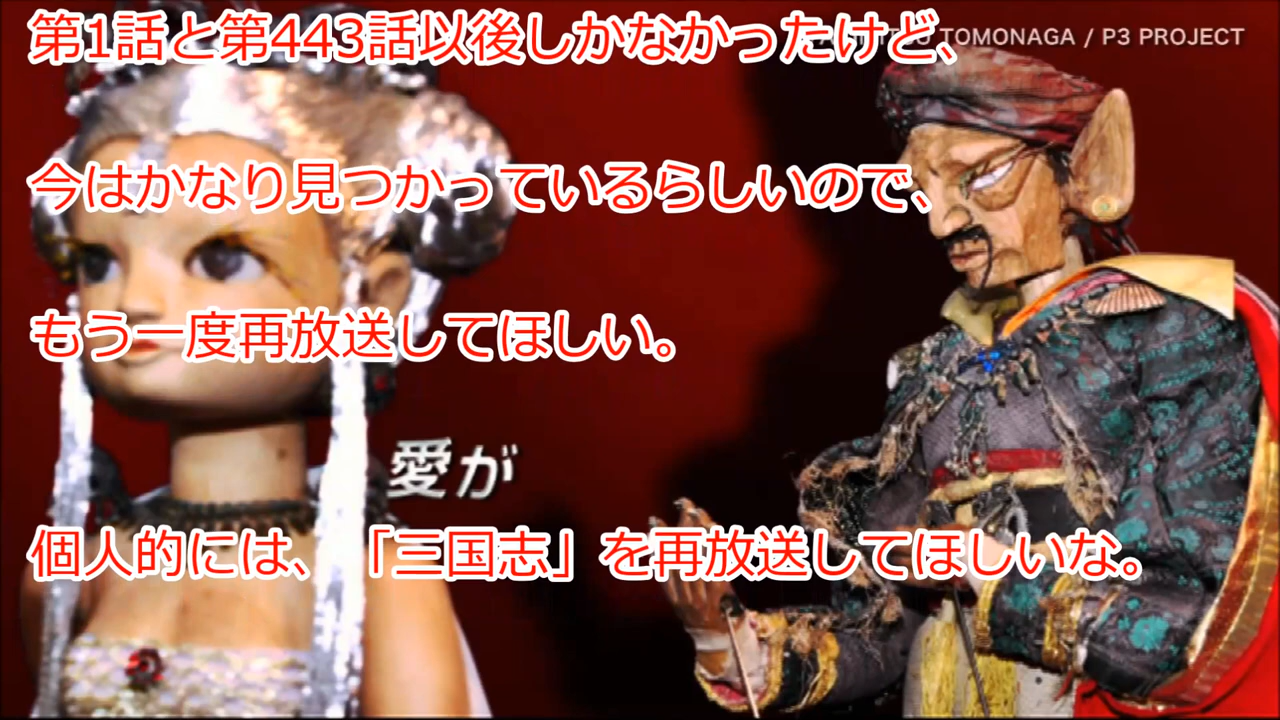 第1話と第443話以後しかなかったけど、
TOMONAGA / P3 PROJECT
今はかなり見つかっているらしいので、
もう一度再放送してほしい。
愛が
個人的には、「三国志」を再放送してほしいな。